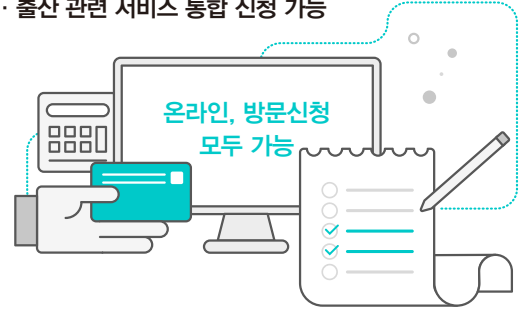 · 출산 관련 서비스 통합 신청 가능
온라인, 방문신청
모두 가능